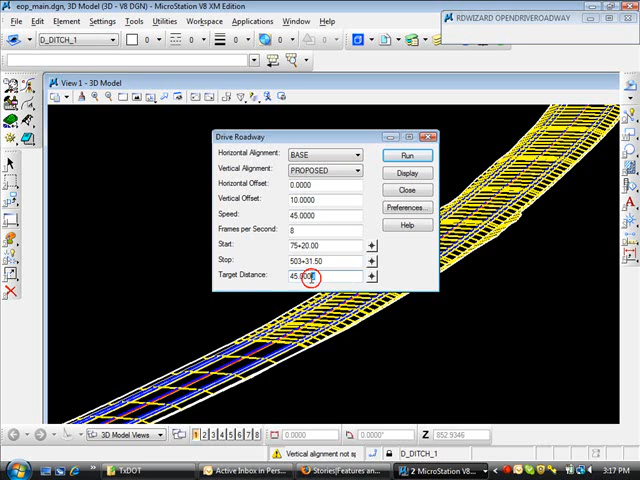 eop_main.dgn, 3D Model (3D - V8 DGN) - MicroStation V8 XM Edition
RDWIZARD OPENDRIVEROADWAY
File Edit Element Settings Tools Utilities Workspace Applications Window
D_DITCH_1 0 0 0
View 1 - 3D Model
Drive Roadway
Horizontal Alignment: BASE Run
Vertical Alignment: PROPOSED Display
Horizontal Offset: 0.0000 Close
Vertical Offset: 10.0000 Preferences...
Speed: 45.0000 Help
Frames per Second: 8
Start: 75+20.00
Stop: 503+31.50
Target Distance:
3D Model Views 1 2 3 4 5 6 7 8 0.0000 0.0000° Z 852.9346
Vertical alignment not sp D_DITCH_1
TxDOT Active Inbox in Pers... Stories|Features an... 2 MicroStation V8... 3:17 PM